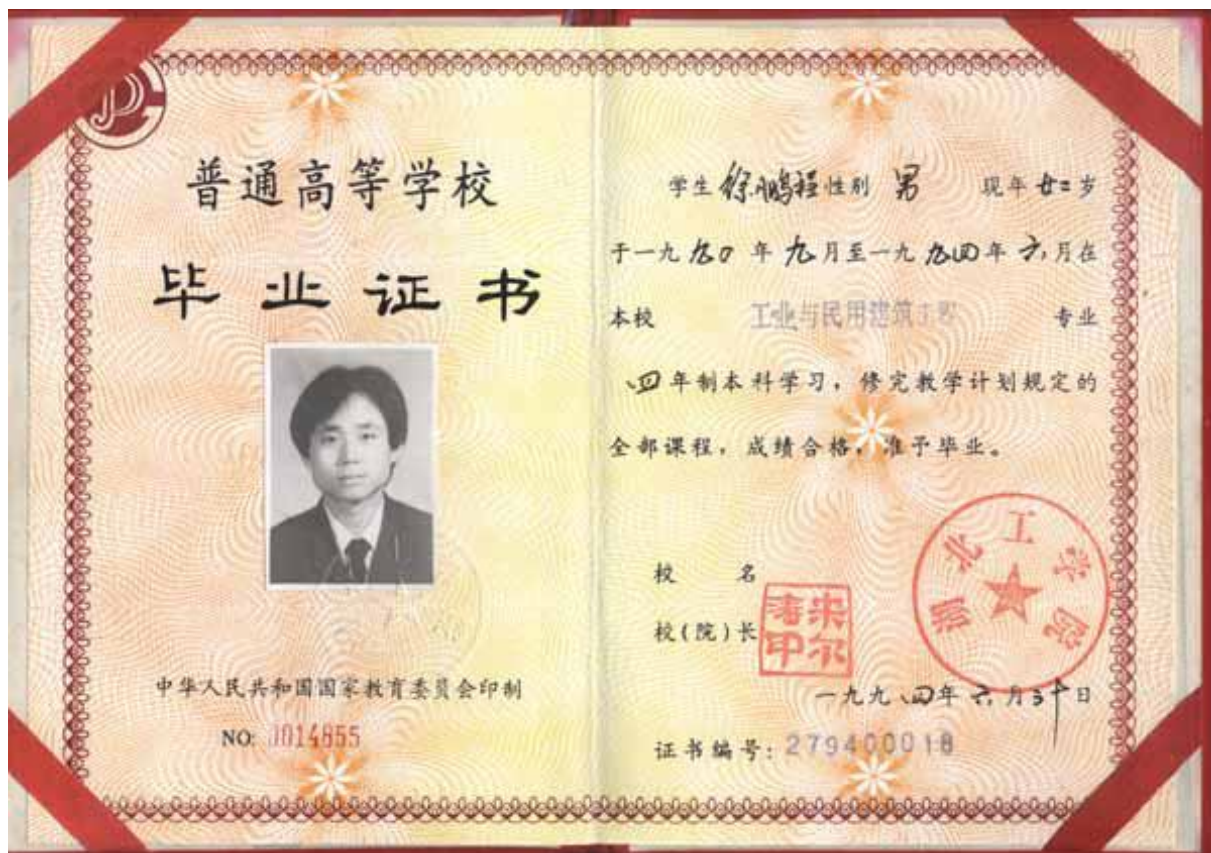 普通高等学校
毕业证书
中华人民共和国国家教育委员会印制
NO: 0014855
学生 徐鹏程 性别 男 现年 廿二 岁
于一九九0年九月至一九九四年六月在
本校 工业与民用建筑工程 专业
四年制本科学习，修完教学计划规定的
全部课程，成绩合格，准予毕业。
校 名
湖北工学院
校(院)长
一九九四年六月三十日
证书编号：279400018